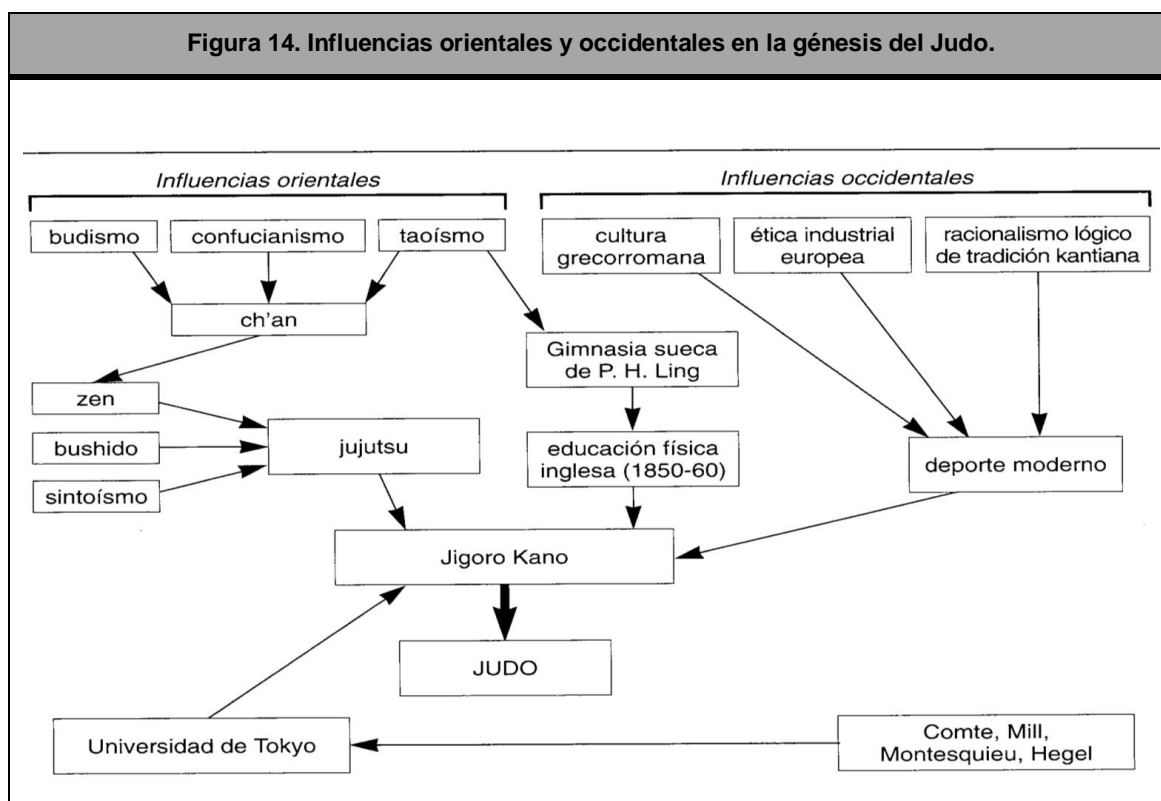 Figura 14. Influencias orientales y occidentales en la génesis del Judo.
Influencias orientales
Influencias occidentales
budismo
confucianismo
taoísmo
cultura
grecorromana
ética industrial
europea
racionalismo lógico
de tradición kantiana
ch'an
Gimnasia sueca
de P. H. Ling
zen
bushido
sintoísmo
jujutsu
educación física
inglesa (1850-60)
deporte moderno
Jigoro Kano
JUDO
Universidad de Tokyo
Comte, Mill,
Montesquieu, Hegel